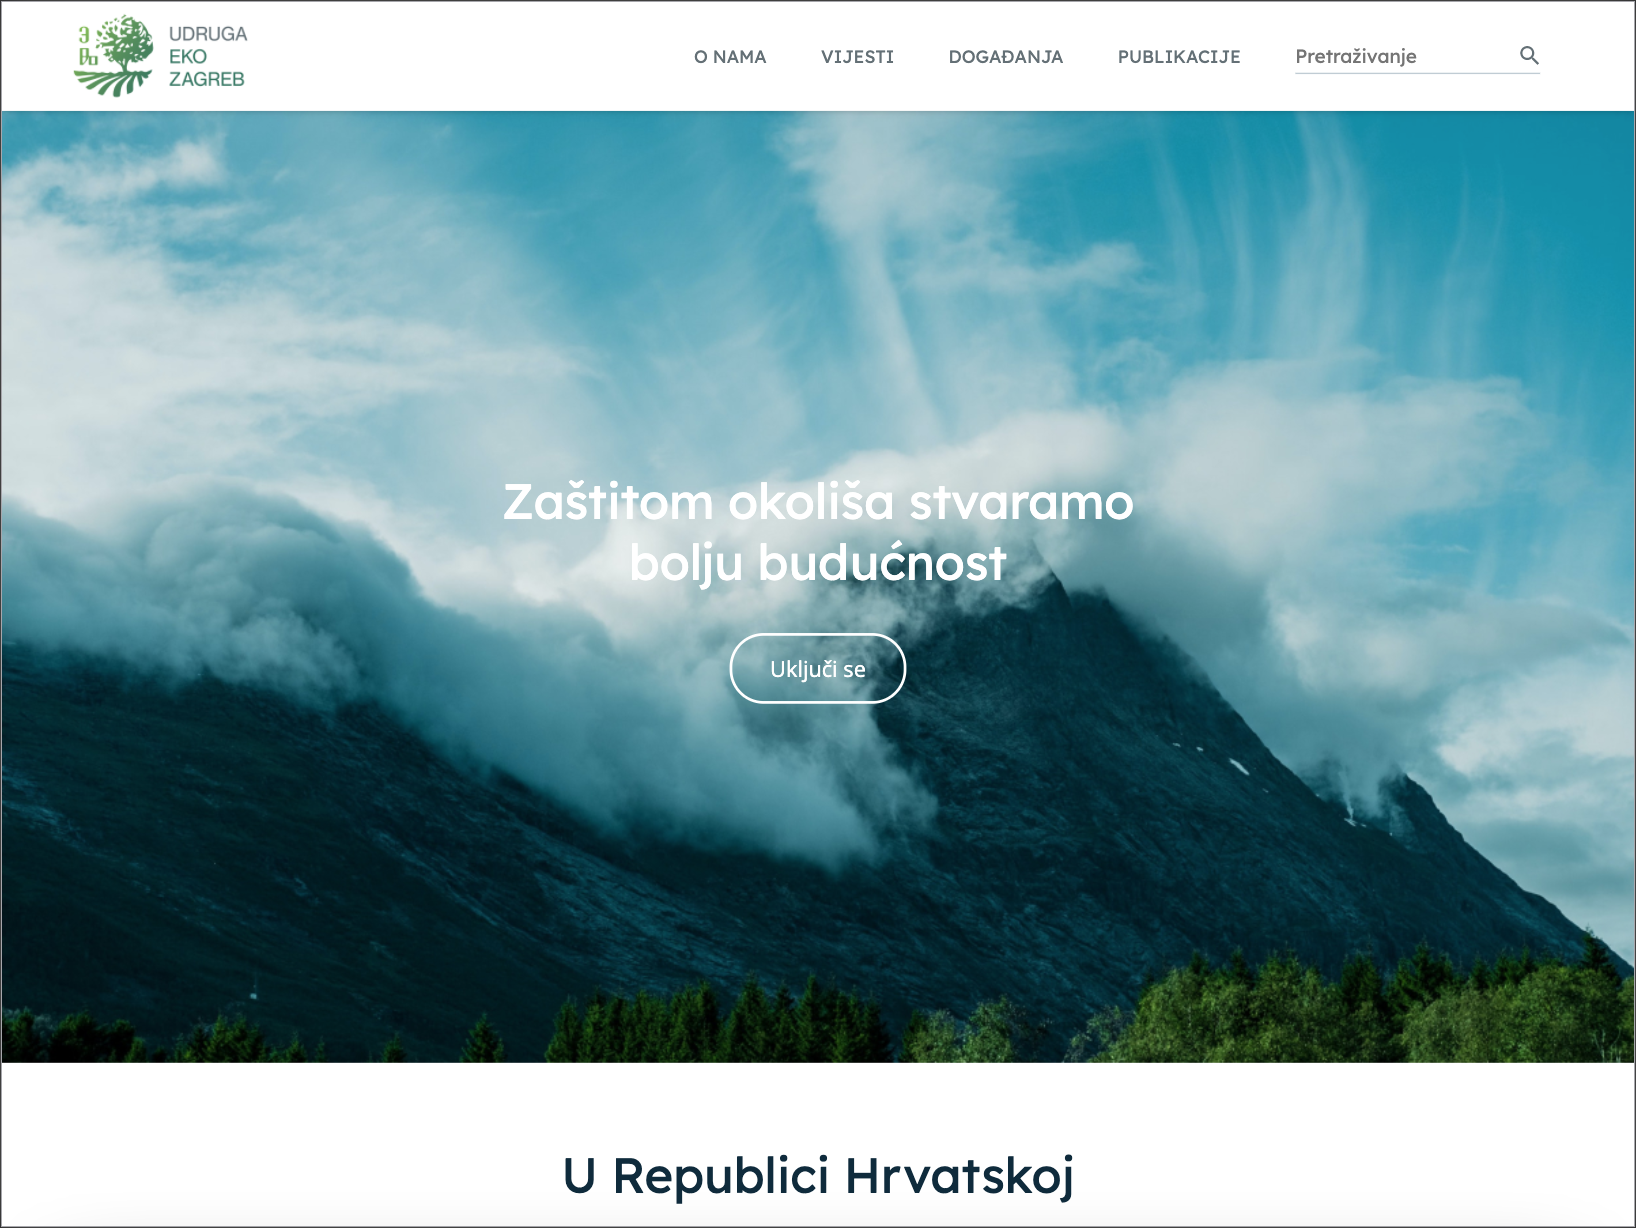 UDRUGA
EKO
ZAGREB
O NAMA
VIJESTI
DOGAĐANJA
PUBLIKACIJE
Pretraživanje
Zaštitom okoliša stvaramo
bolju budućnost
Uključi se
U Republici Hrvatskoj